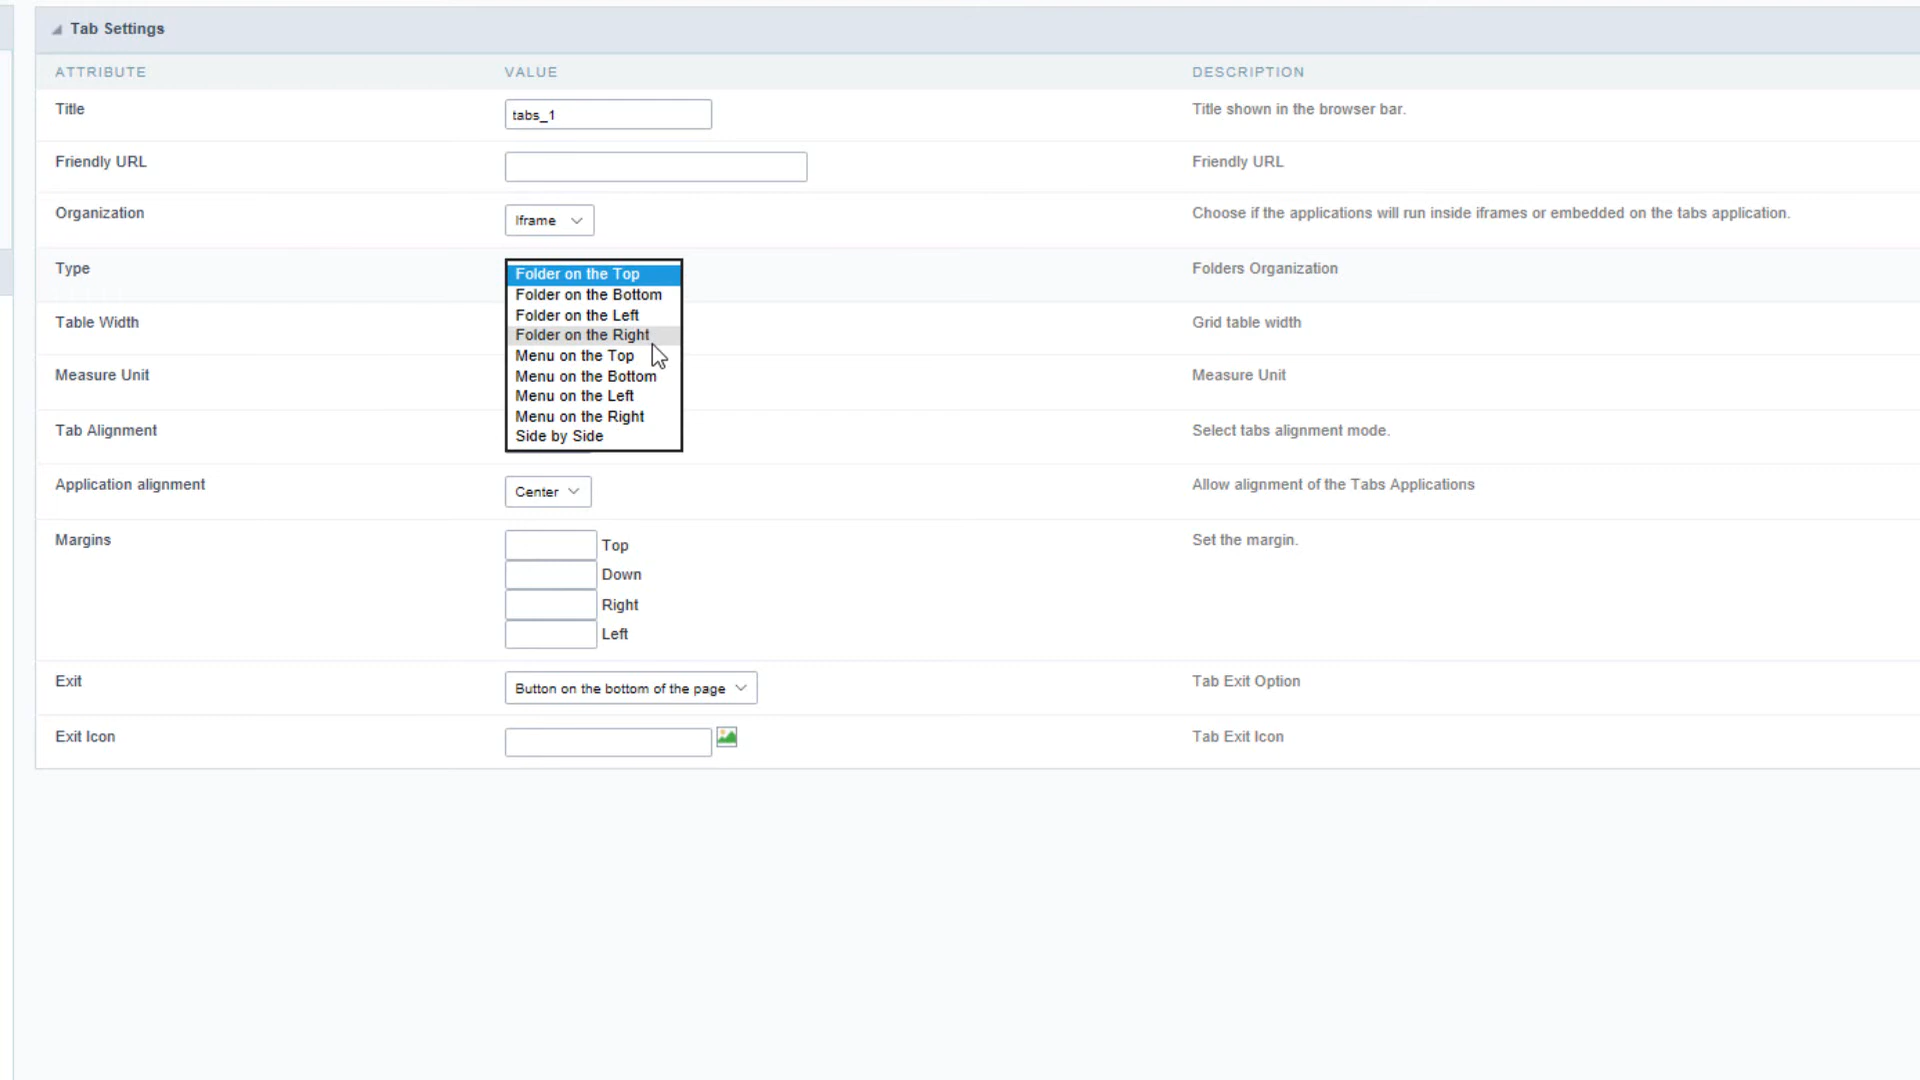 Tab Settings
ATTRIBUTE VALUE DESCRIPTION
Title tabs_1 Title shown in the browser bar.
Friendly URL Friendly URL
Organization Iframe Choose if the applications will run inside iframes or embedded on the tabs application.
Type Folder on the Top Folders Organization
Folder on the Bottom
Folder on the Left
Table Width Grid table width
Folder on the Right
Menu on the Top
Measure Unit Menu on the Bottom Measure Unit
Menu on the Left
Menu on the Right
Tab Alignment Side by Side Select tabs alignment mode.
Application alignment Center Allow alignment of the Tabs Applications
Margins Top Set the margin.
Down
Right
Left
Exit Button on the bottom of the page Tab Exit Option
Exit Icon Tab Exit Icon